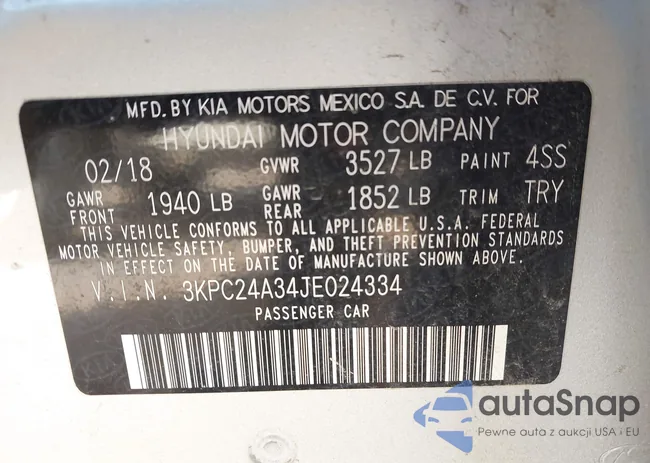 MFD. BY KIA MOTORS MEXICO S.A. DE C.V. FOR
HYUNDAI MOTOR COMPANY
02/18 GVWR 3527 LB PAINT 4SS
GAWR FRONT 1940 LB GAWR REAR 1852 LB TRIM TRY
THIS VEHICLE CONFORMS TO ALL APPLICABLE U.S.A. FEDERAL
MOTOR VEHICLE SAFETY, BUMPER, AND THEFT PREVENTION STANDARDS
IN EFFECT ON THE DATE OF MANUFACTURE SHOWN ABOVE.
V.I.N. 3KPC24A34JE024334
PASSENGER CAR
autoSnap
Pewne auta z aukcji USA i EU